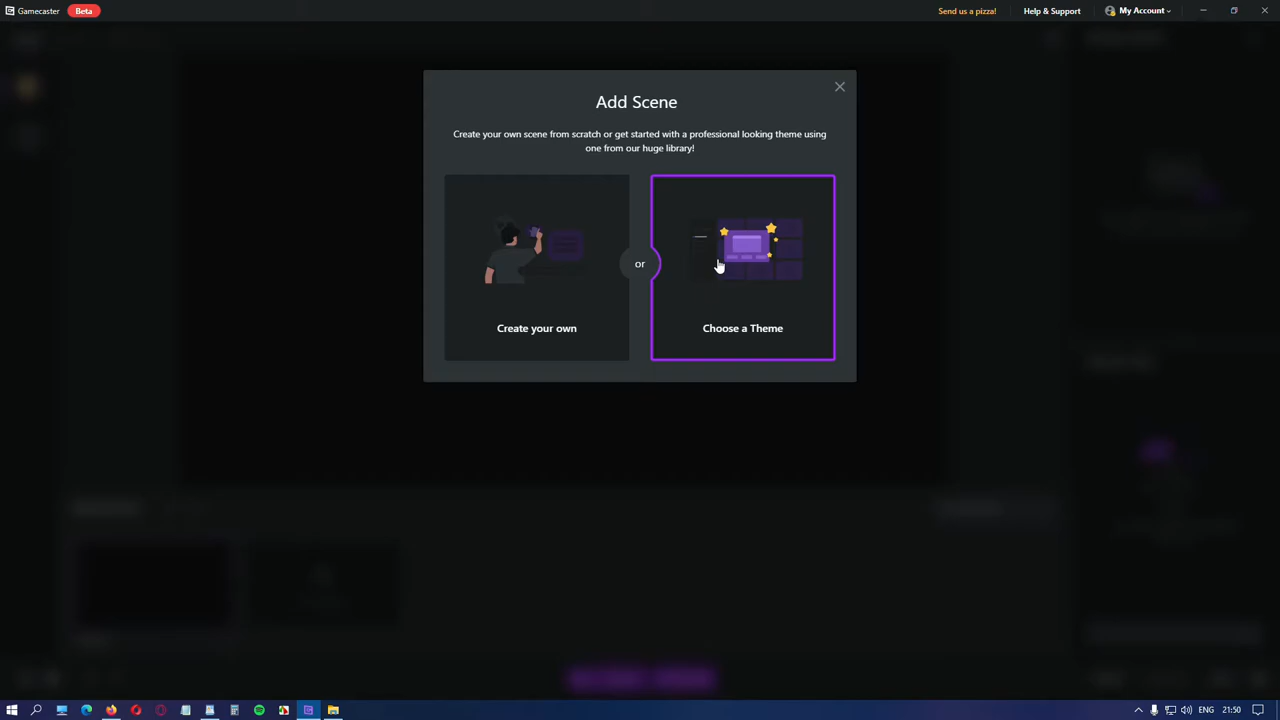 Gamecaster
Beta
Send us a pizza!
Help & Support
My Account
Add Scene
Create your own scene from scratch or get started with a professional looking theme using
one from our huge library!
or
Create your own
Choose a Theme
ENG
21:50